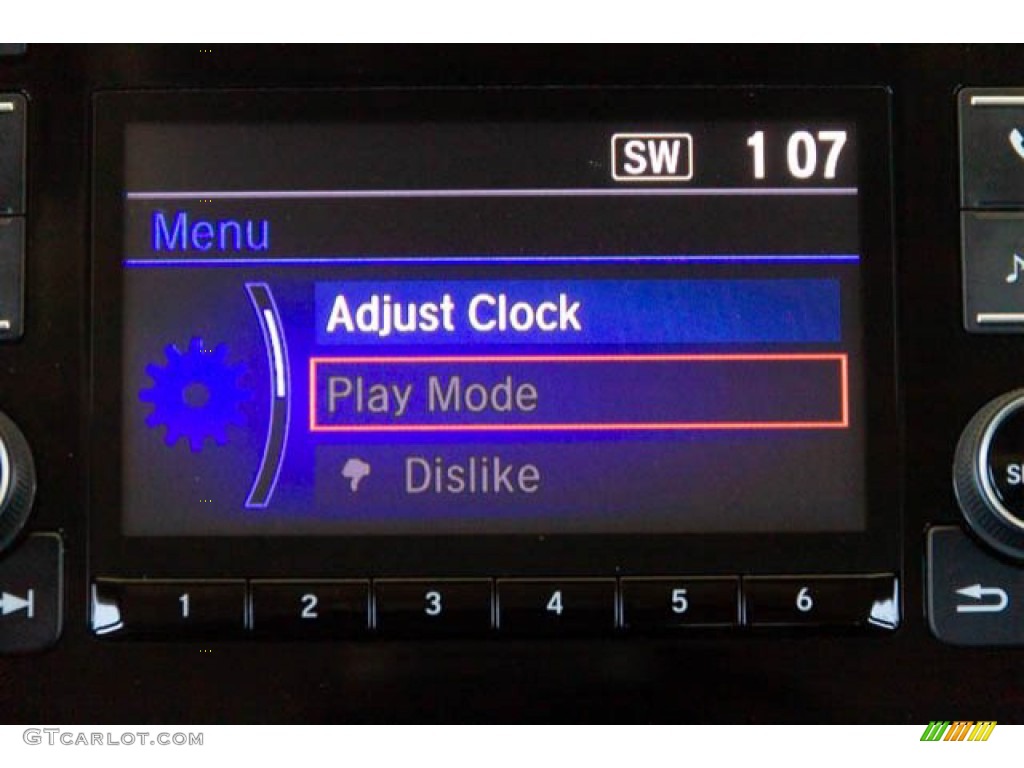 SW 1 07
Menu
Adjust Clock
Play Mode
Dislike
1 2 3 4 5 6
GTCARLOT.COM